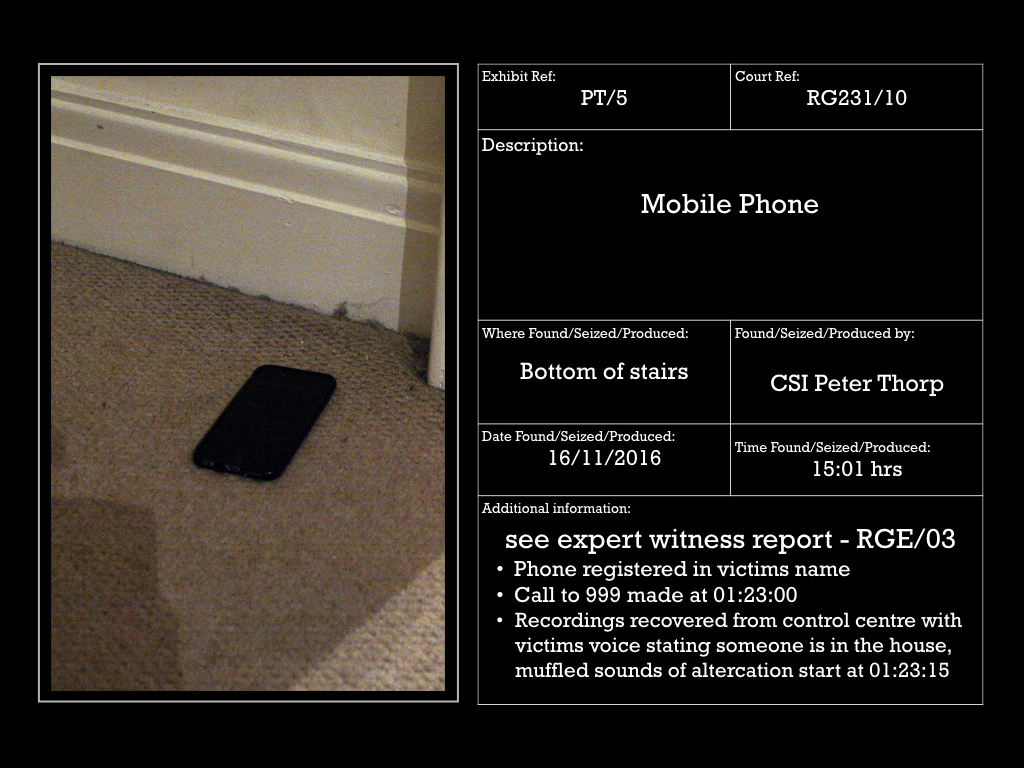 Exhibit Ref:
PT/5
Court Ref:
RG231/10
Description:
Mobile Phone
Where Found/Seized/Produced:
Bottom of stairs
Found/Seized/Produced by:
CSI Peter Thorp
Date Found/Seized/Produced:
16/11/2016
Time Found/Seized/Produced:
15:01 hrs
Additional information:
see expert witness report - RGE/03
• Phone registered in victims name
• Call to 999 made at 01:23:00
• Recordings recovered from control centre with
victims voice stating someone is in the house,
muffled sounds of altercation start at 01:23:15